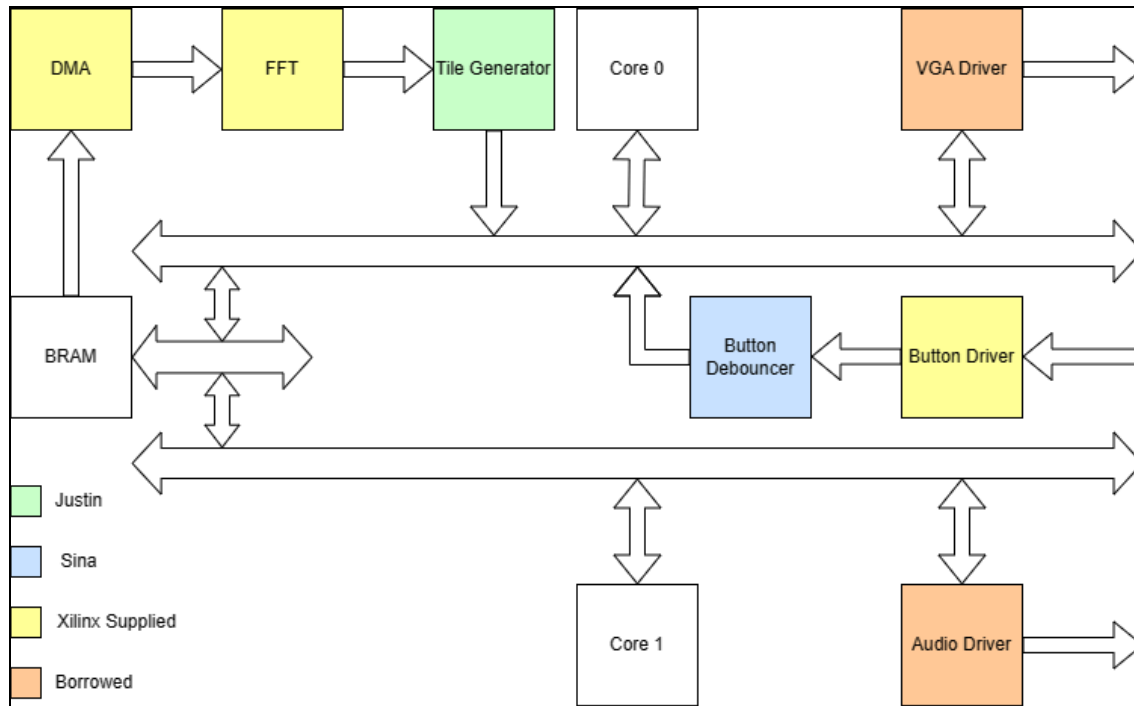 DMA
FFT
Tile Generator
Core 0
VGA Driver
BRAM
Button
Debouncer
Button Driver
Justin
Sina
Xilinx Supplied
Borrowed
Core 1
Audio Driver